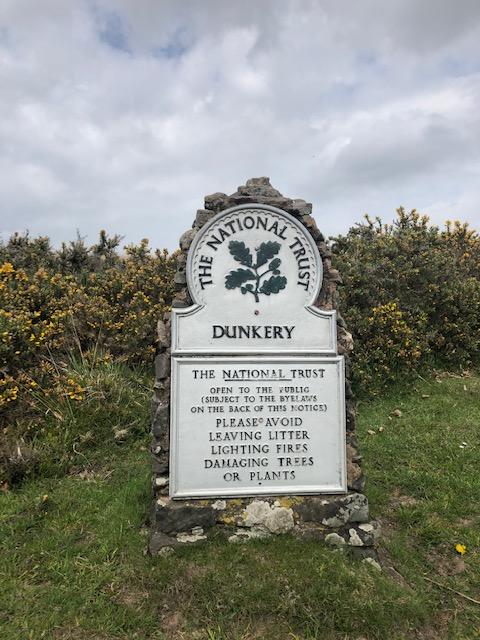 THE NATIONAL TRUST
DUNKERY
THE NATIONAL TRUST
OPEN TO THE PUBLIC
(SUBJECT TO THE BYELAWS
ON THE BACK OF THIS NOTICE)
PLEASE AVOID
LEAVING LITTER
LIGHTING FIRES
DAMAGING TREES
OR PLANTS